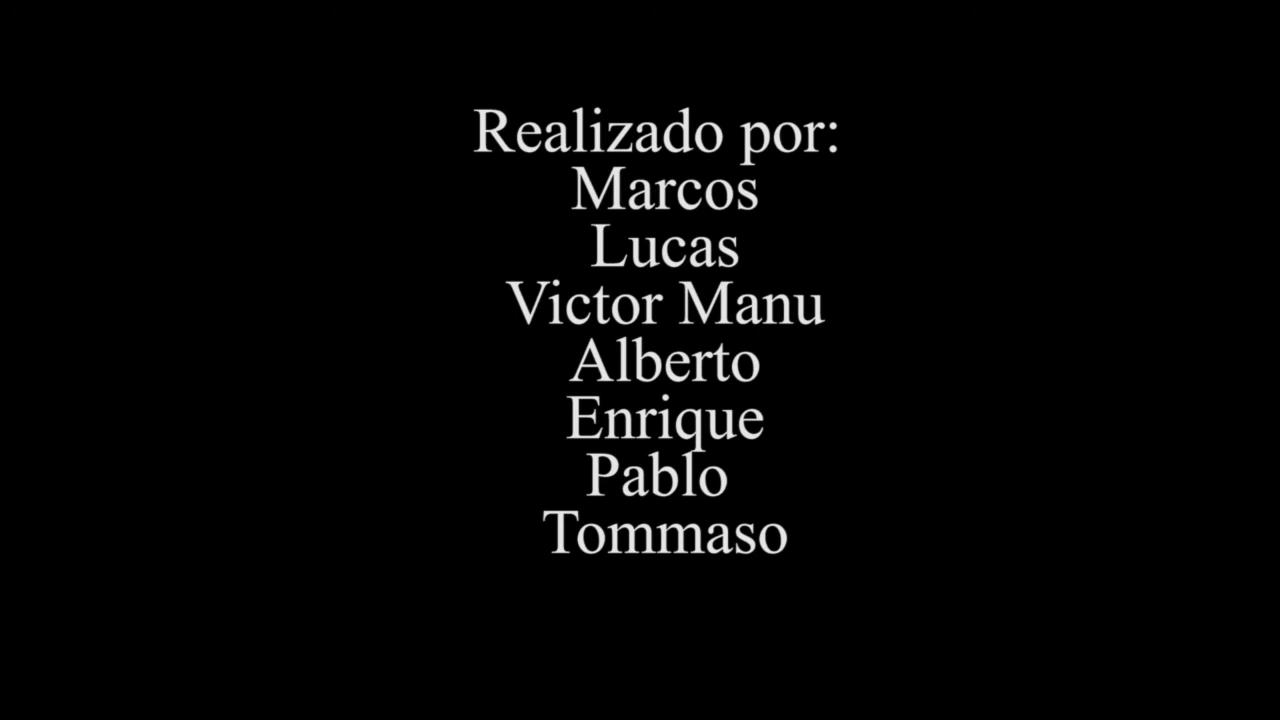 Realizado por:
Marcos
Lucas
Victor Manu
Alberto
Enrique
Pablo
Tommaso